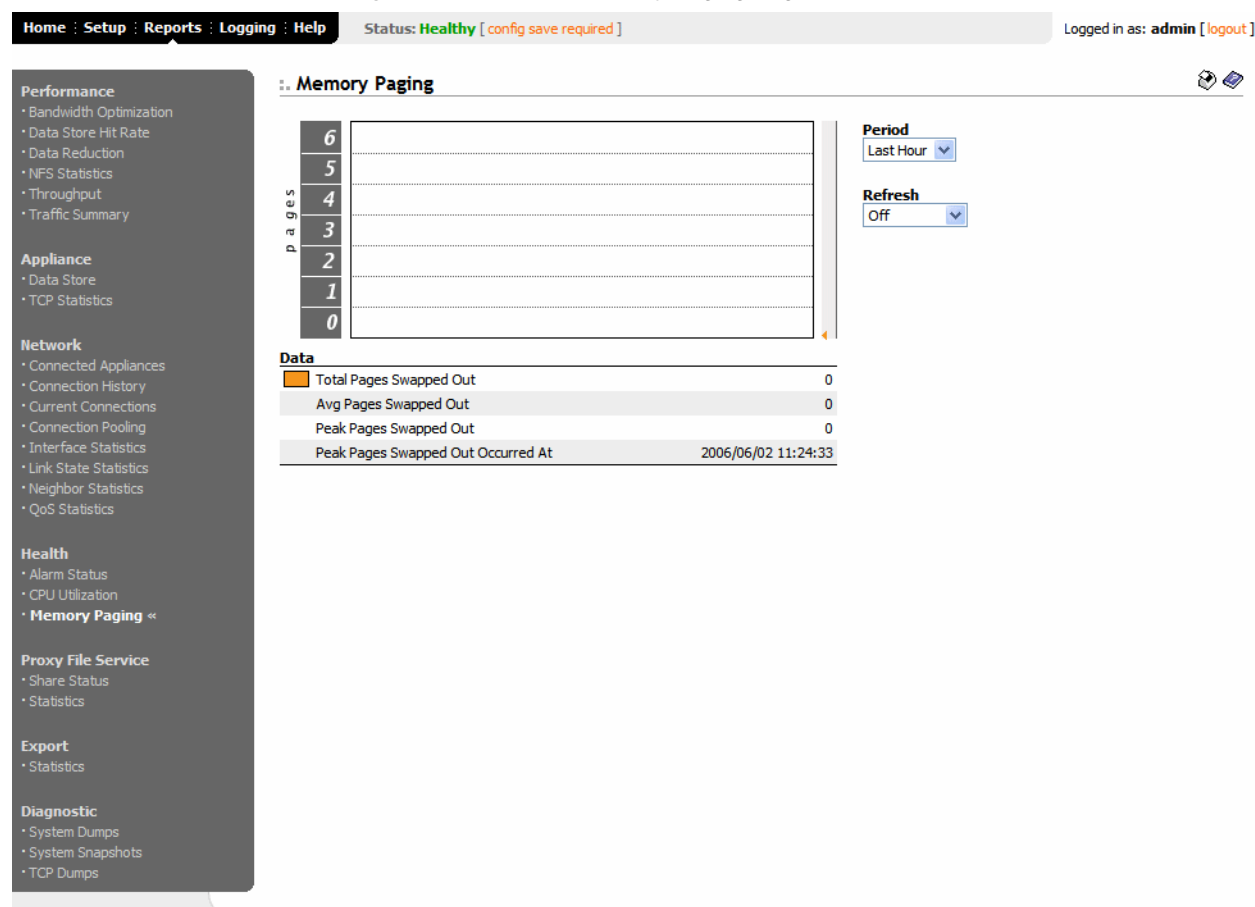 Home Setup Reports Logging Help Status: Healthy [ config save required ] Logged in as: admin [ logout ]
Performance
· Bandwidth Optimization
· Data Store Hit Rate
· Data Reduction
· NFS Statistics
· Throughput
· Traffic Summary
Appliance
· Data Store
· TCP Statistics
Network
· Connected Appliances
· Connection History
· Current Connections
· Connection Pooling
· Interface Statistics
· Link State Statistics
· Neighbor Statistics
· QoS Statistics
Health
· Alarm Status
· CPU Utilization
· Memory Paging «
Proxy File Service
· Share Status
· Statistics
Export
· Statistics
Diagnostic
· System Dumps
· System Snapshots
· TCP Dumps
:. Memory Paging
pages
6
5
4
3
2
1
0
Period
Last Hour
Refresh
Off
Data
Total Pages Swapped Out 0
Avg Pages Swapped Out 0
Peak Pages Swapped Out 0
Peak Pages Swapped Out Occurred At 2006/06/02 11:24:33